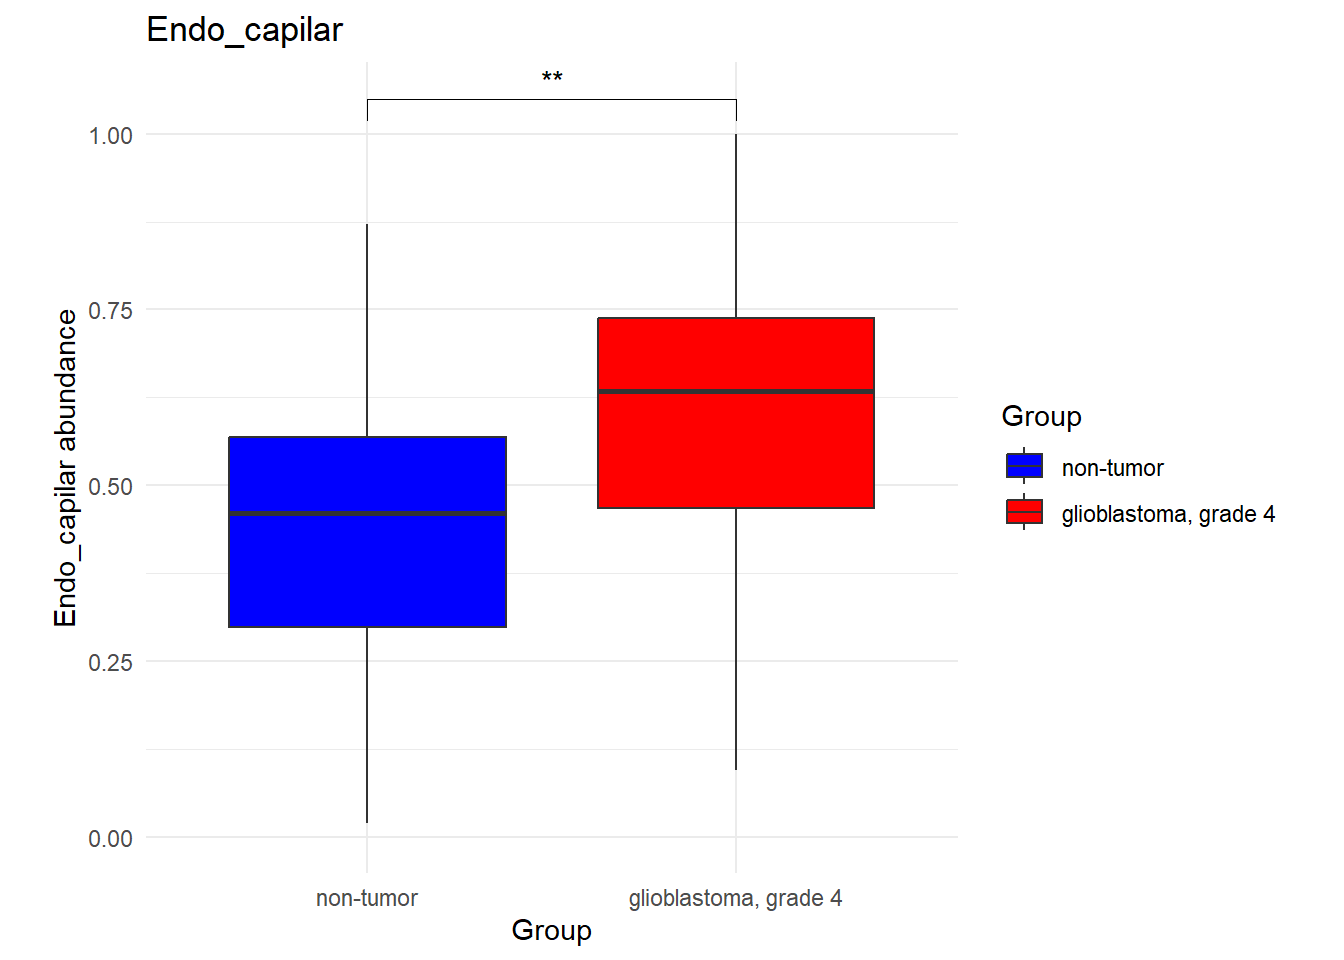 Endo_capilar
**
1.00
0.75
0.50
0.25
0.00
Endo_capilar abundance
non-tumor
glioblastoma, grade 4
Group
Group
non-tumor
glioblastoma, grade 4